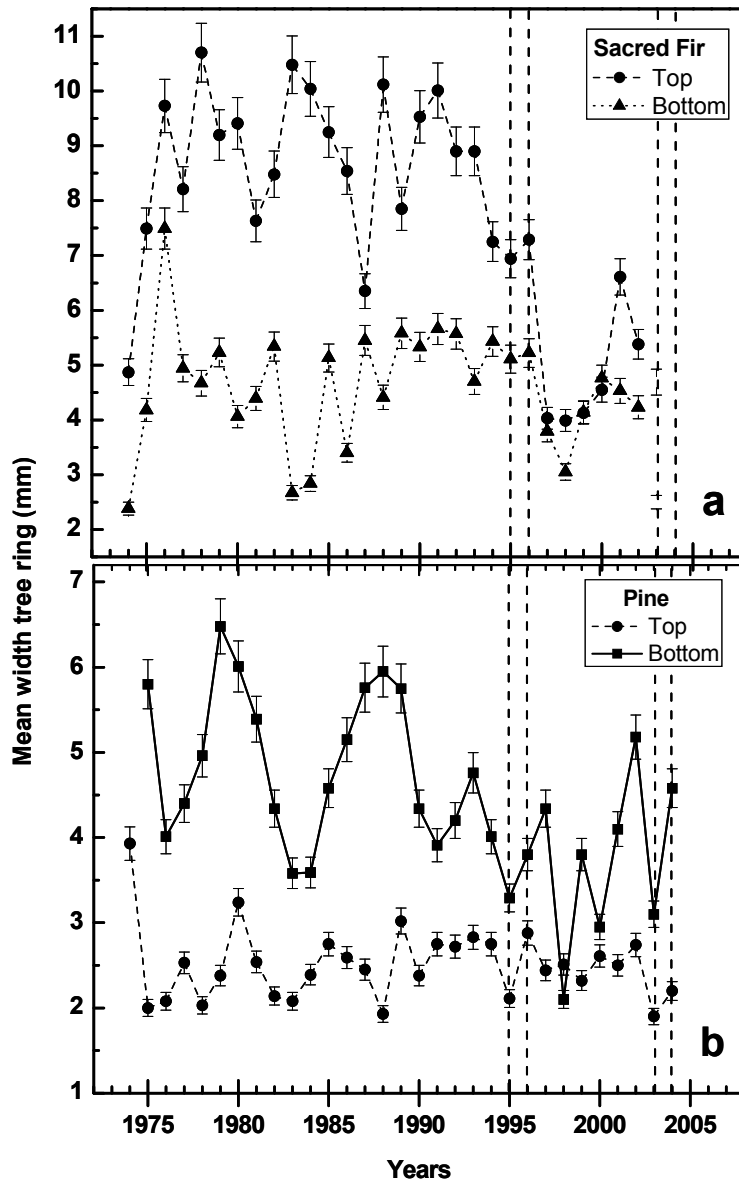 11
10
9
8
7
6
5
4
3
2
Sacred Fir
Top
Bottom
a
Mean width tree ring (mm)
7
6
5
4
3
2
1
Pine
Top
Bottom
b
1975 1980 1985 1990 1995 2000 2005
Years